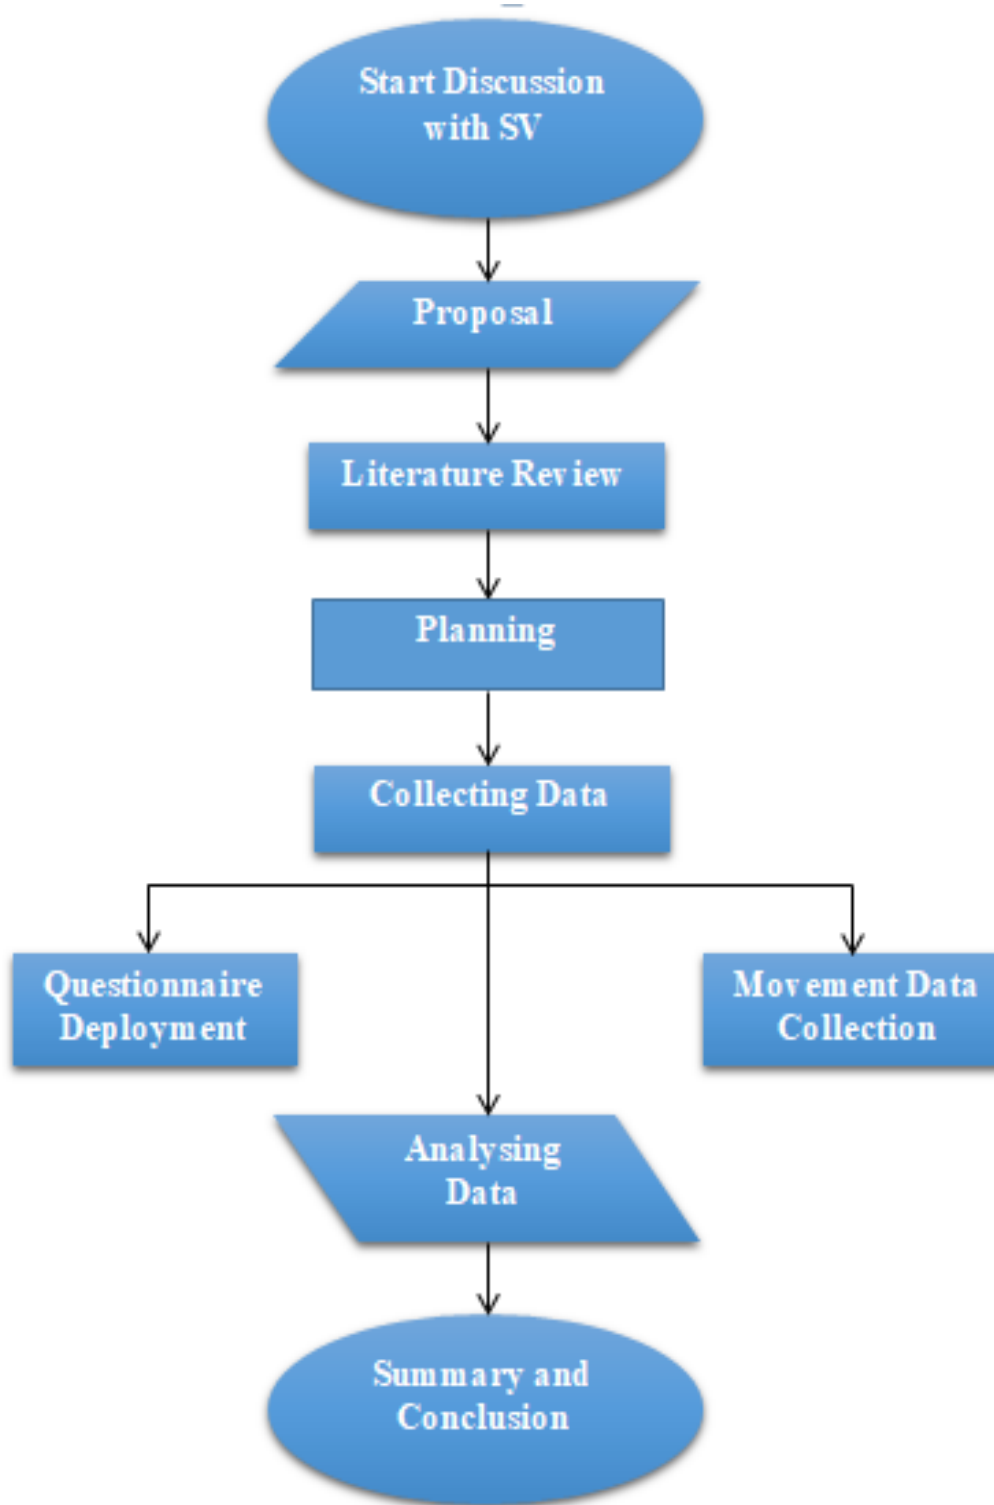 Start Discussion
with SV
Proposal
Literature Review
Planning
Collecting Data
Questionnaire
Deployment
Movement Data
Collection
Analysing
Data
Summary and
Conclusion